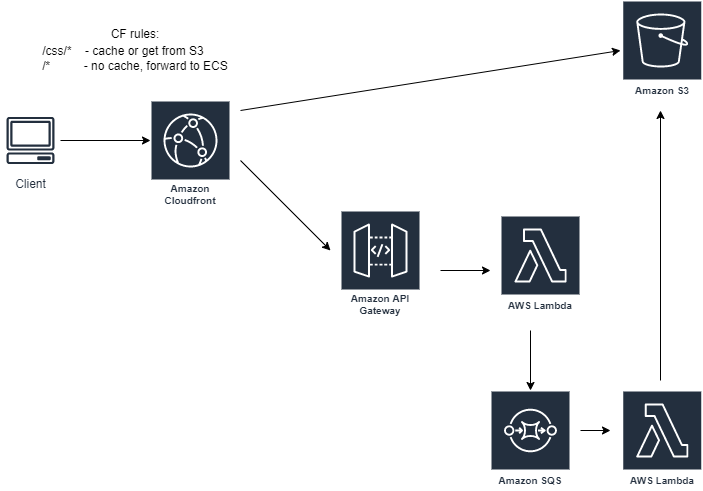 CF rules:
/css/* - cache or get from S3
/* - no cache, forward to ECS
Amazon S3
Client
Amazon
Cloudfront
</>
Amazon API
Gateway
AWS Lambda
Amazon SQS
AWS Lambda